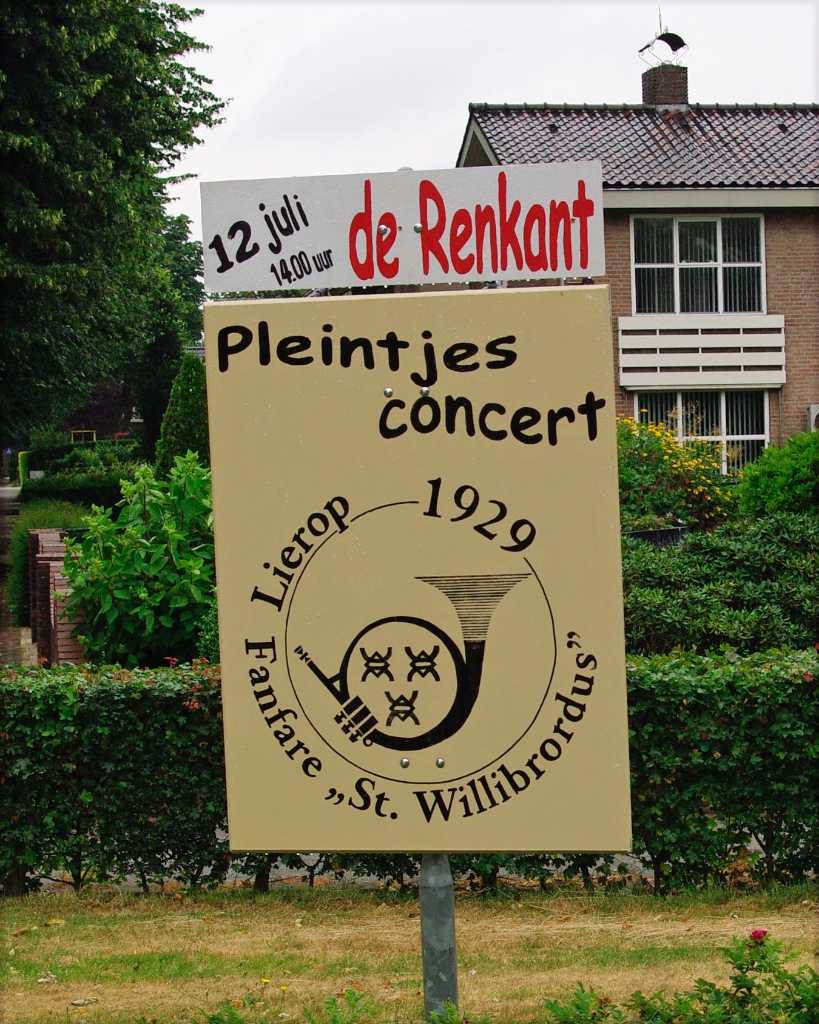 12 juli
14.00 uur
de Renkant
Pleintjes
concert
Lierop
1929
Fanfare „St. Willibrordus”